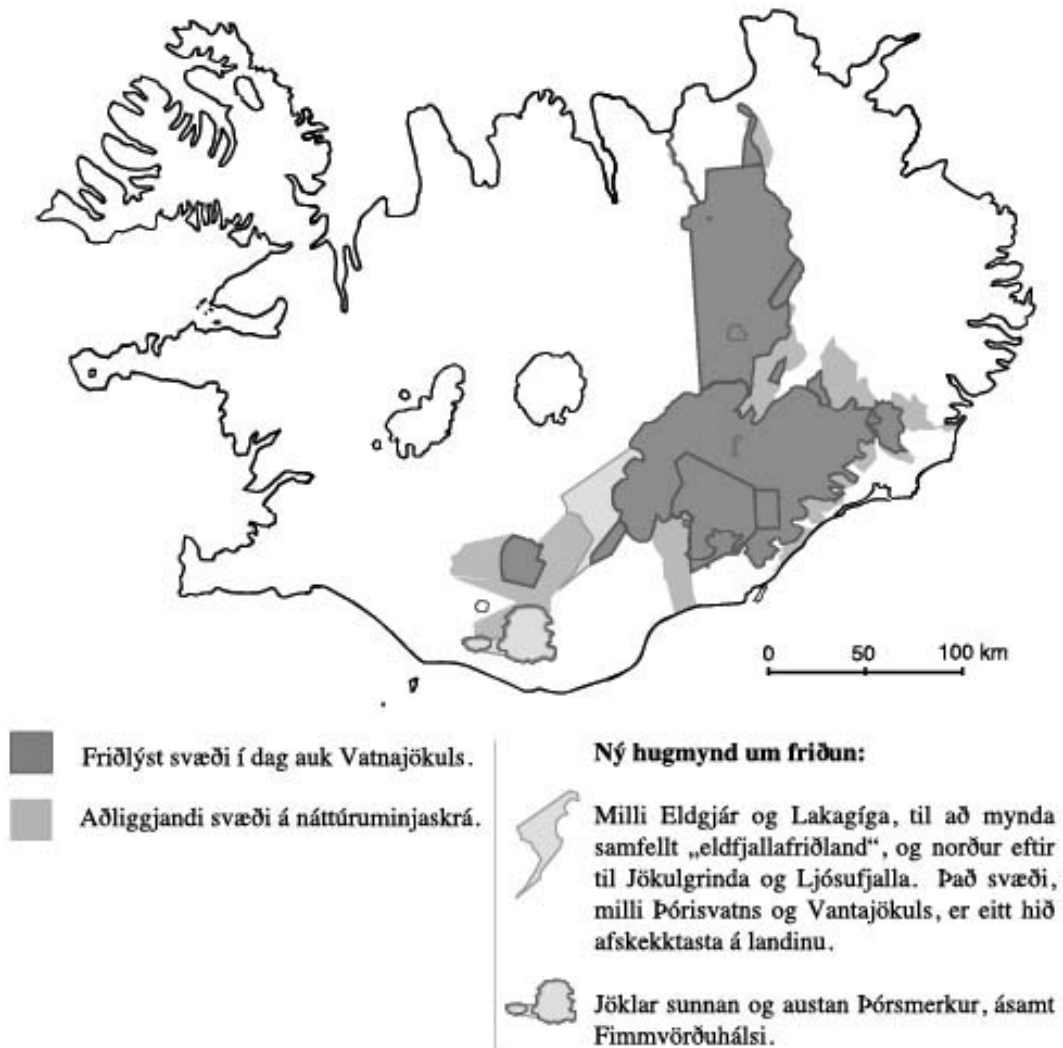 0 50 100 km
Friðlýst svæði í dag auk Vatnajökuls.
Aðliggjandi svæði á náttúruminjaskrá.
Ný hugmynd um friðun:
Milli Eldgjár og Lakagíga, til að mynda
samfellt „eldfjallafriðland“, og norður eftir
til Jökulgrinda og Ljósufjalla. Það svæði,
milli Þórisvatns og Vantajökuls, er eitt hið
afskekktasta á landinu.
Jöklar sunnan og austan Þórsmerkur, ásamt
Fimmvörðuhálsi.